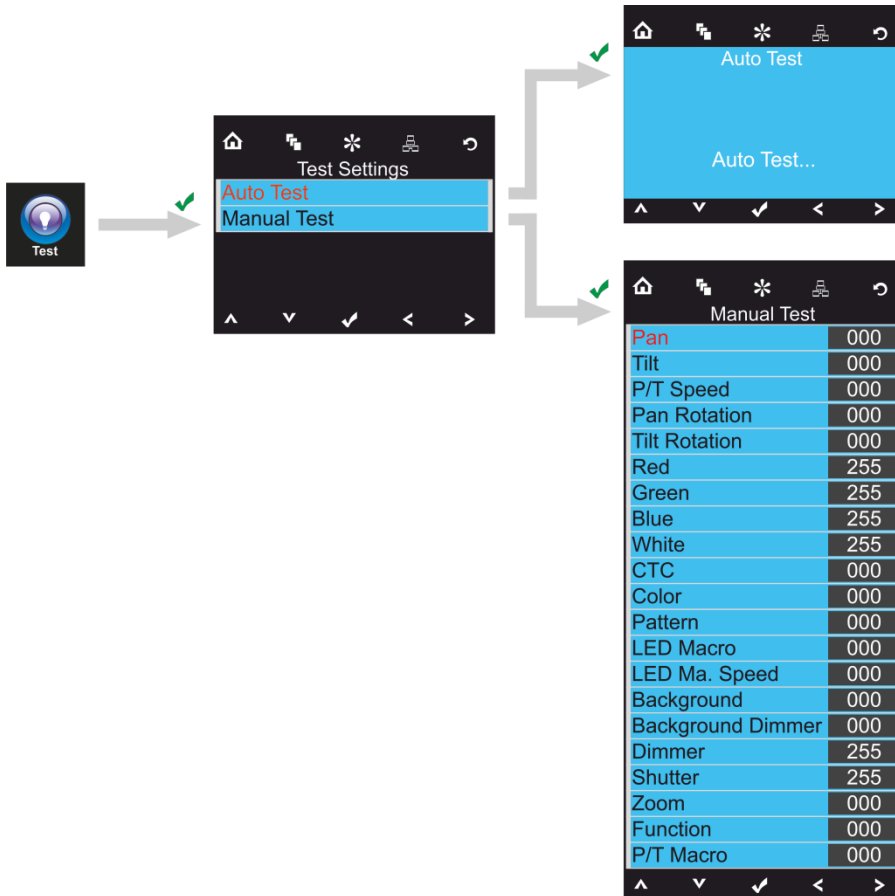 Test
Test Settings
Auto Test
Manual Test
Auto Test
Auto Test...
Manual Test
Pan 000
Tilt 000
P/T Speed 000
Pan Rotation 000
Tilt Rotation 000
Red 255
Green 255
Blue 255
White 255
CTC 000
Color 000
Pattern 000
LED Macro 000
LED Ma. Speed 000
Background 000
Background Dimmer 000
Dimmer 255
Shutter 255
Zoom 000
Function 000
P/T Macro 000